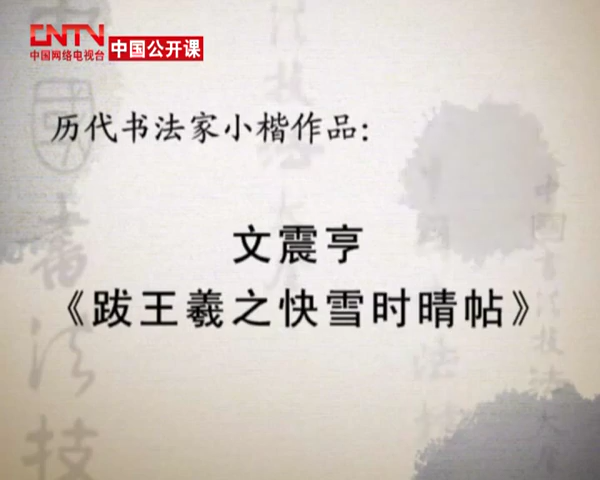 CNTN
中国网络电视台
中国公开课
历代书法家小楷作品：
文震亨
《跋王羲之快雪时晴帖》